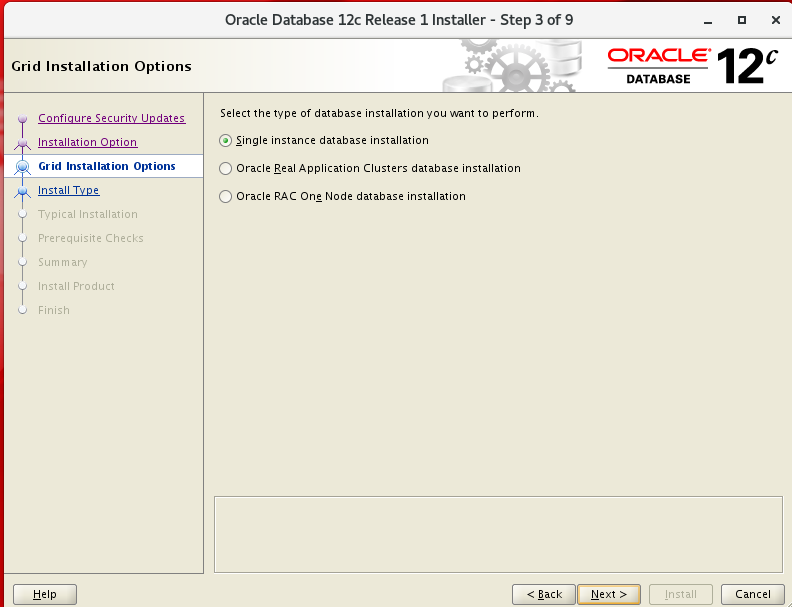 Oracle Database 12c Release 1 Installer - Step 3 of 9
Grid Installation Options
ORACLE
DATABASE
12c
Configure Security Updates
Installation Option
Grid Installation Options
Install Type
Typical Installation
Prerequisite Checks
Summary
Install Product
Finish
Select the type of database installation you want to perform.
Single instance database installation
Oracle Real Application Clusters database installation
Oracle RAC One Node database installation
Help
< Back
Next >
Install
Cancel